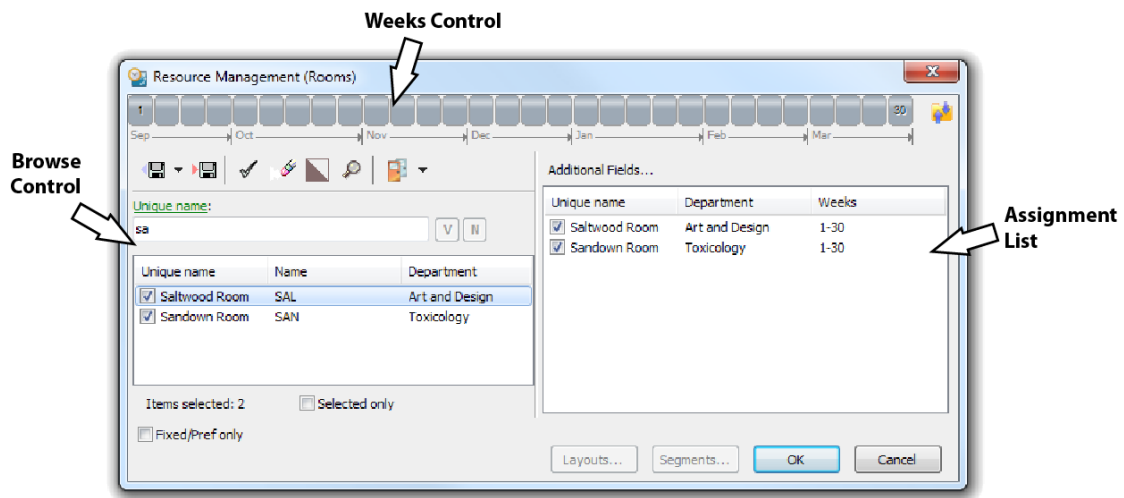 Weeks Control
Resource Management (Rooms)
1 30
Sep Oct Nov Dec Jan Feb Mar
Browse
Control
Additional Fields...
Unique name:
sa V N
Unique name Name Department
Saltwood Room SAL Art and Design
Sandown Room SAN Toxicology
Unique name Department Weeks
Saltwood Room Art and Design 1-30
Sandown Room Toxicology 1-30
Assignment
List
Items selected: 2 Selected only
Fixed/Pref only
Layouts... Segments... OK Cancel